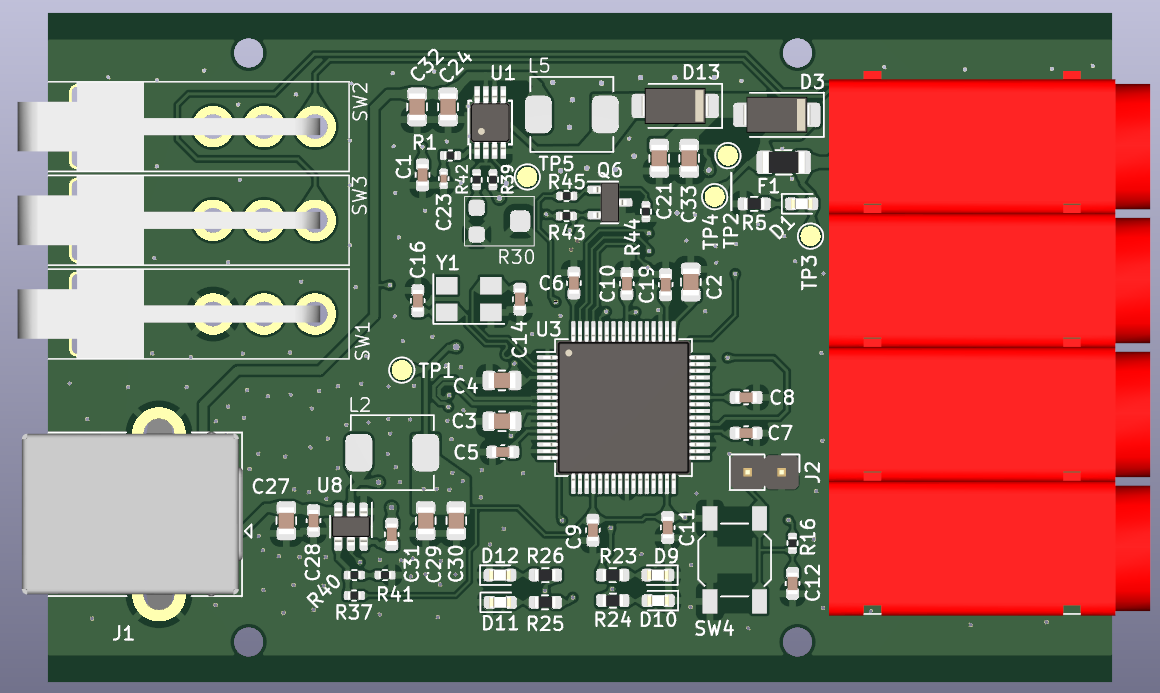 C32
C24
U1
L5
D13
D3
SW2
R1
C1
C23
R42
R39
TP5
R45
Q6
C21
C33
F1
R43
R44
TP4
TP2
R5
D1
SW3
R30
TP3
C16
Y1
C6
C10
C19
C2
C14
U3
SW1
TP1
C4
C8
L2
C3
C7
C5
J2
C27
U8
C28
C31
C29
C30
C9
C11
R16
D12
R26
R23
D9
C12
R40
R37
R41
D11
R25
R24
D10
SW4
J1